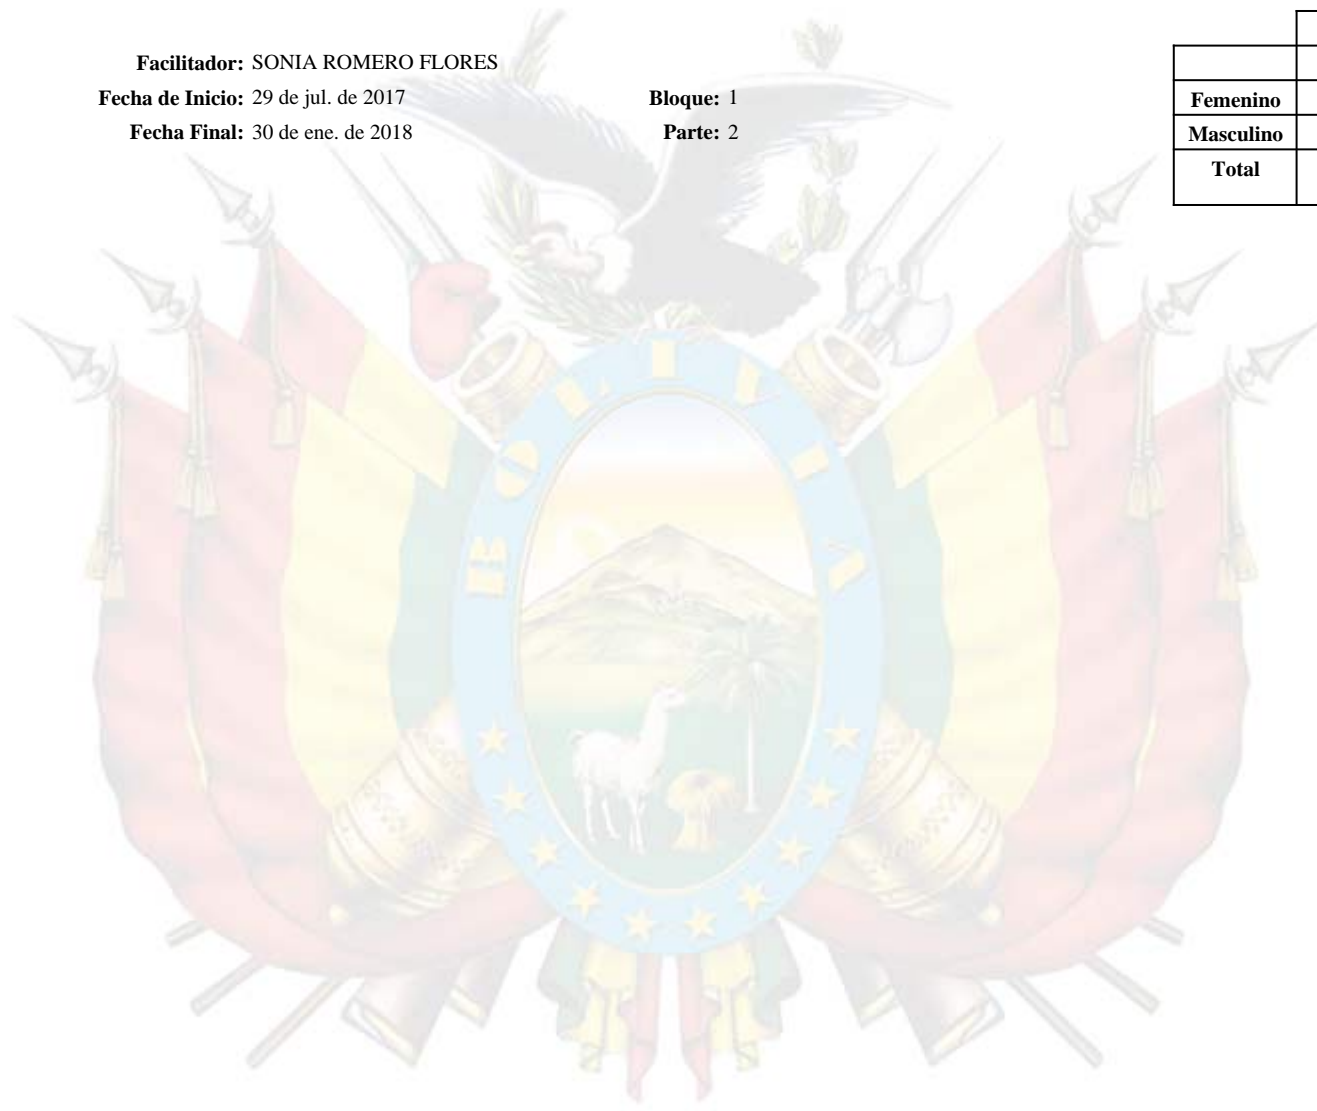 Facilitador: SONIA ROMERO FLORES
Fecha de Inicio: 29 de jul. de 2017 Bloque: 1
Fecha Final: 30 de ene. de 2018 Parte: 2
Femenino
Masculino
Total
BOLIVIA